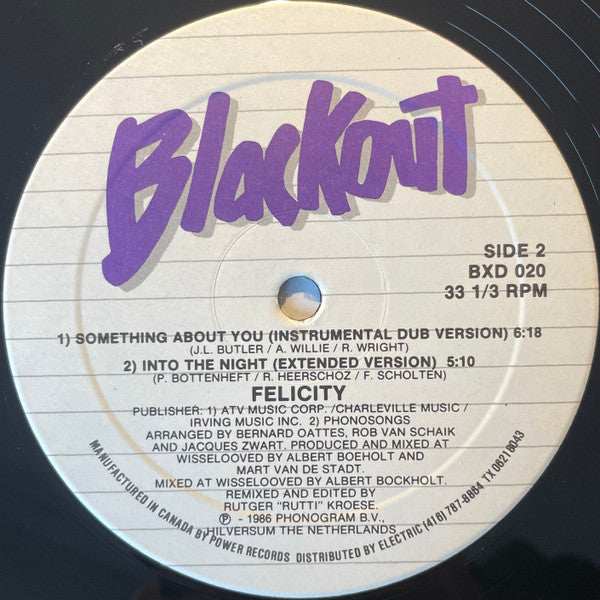 Blackout
SIDE 2
BXD 020
33 1/3 RPM
1) SOMETHING ABOUT YOU (INSTRUMENTAL DUB VERSION) 6:18
(J.L. BUTLER / A. WILLIE / R. WRIGHT)
2) INTO THE NIGHT (EXTENDED VERSION) 5:10
(P. BOTTENHEFT / R. HEERSCHOZ / F. SCHOLTEN)
FELICITY
PUBLISHER: 1) ATV MUSIC CORP. /CHARLEVILLE MUSIC /
IRVING MUSIC INC. 2) PHONOSONGS
ARRANGED BY BERNARD OATTES, ROB VAN SCHAIK
AND JACQUES ZWART. PRODUCED AND MIXED AT
WISSELOOVED BY ALBERT BOEHOLT AND
MART VAN DE STADT.
MIXED AT WISSELOOVED BY ALBERT BOCKHOLT.
REMIXED AND EDITED BY
RUTGER "RUTTI" KROESE.
℗ - 1986 PHONOGRAM B.V.,
HILVERSUM THE NETHERLANDS
MANUFACTURED IN CANADA BY POWER RECORDS DISTRIBUTED BY ELECTRIC (416) 787-8864 TX 06218043